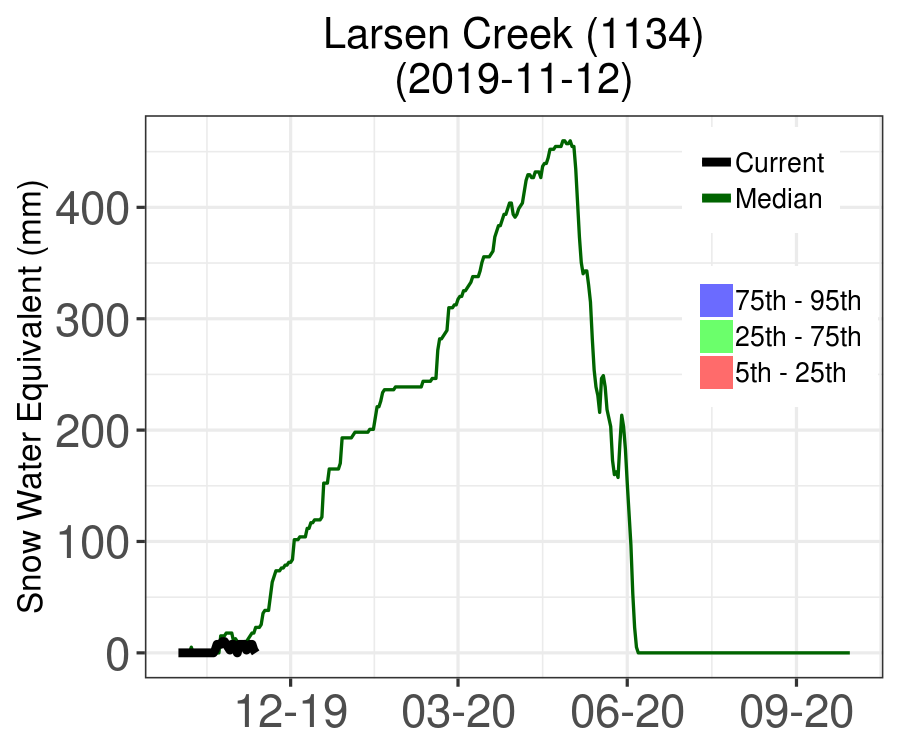 Larsen Creek (1134)
(2019-11-12)
Snow Water Equivalent (mm)
400
300
200
100
0
12-19
03-20
06-20
09-20
Current
Median
75th - 95th
25th - 75th
5th - 25th